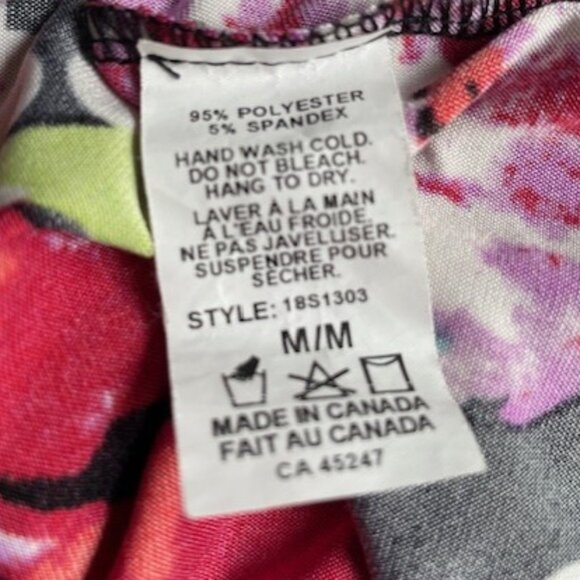 95% POLYESTER
5% SPANDEX
HAND WASH COLD.
DO NOT BLEACH.
HANG TO DRY.
LAVER À LA MAIN
À L'EAU FROIDE.
NE PAS JAVELLISER.
SUSPENDRE POUR
SÉCHER.
STYLE: 18S1303
M/M
MADE IN CANADA
FAIT AU CANADA
CA 45247